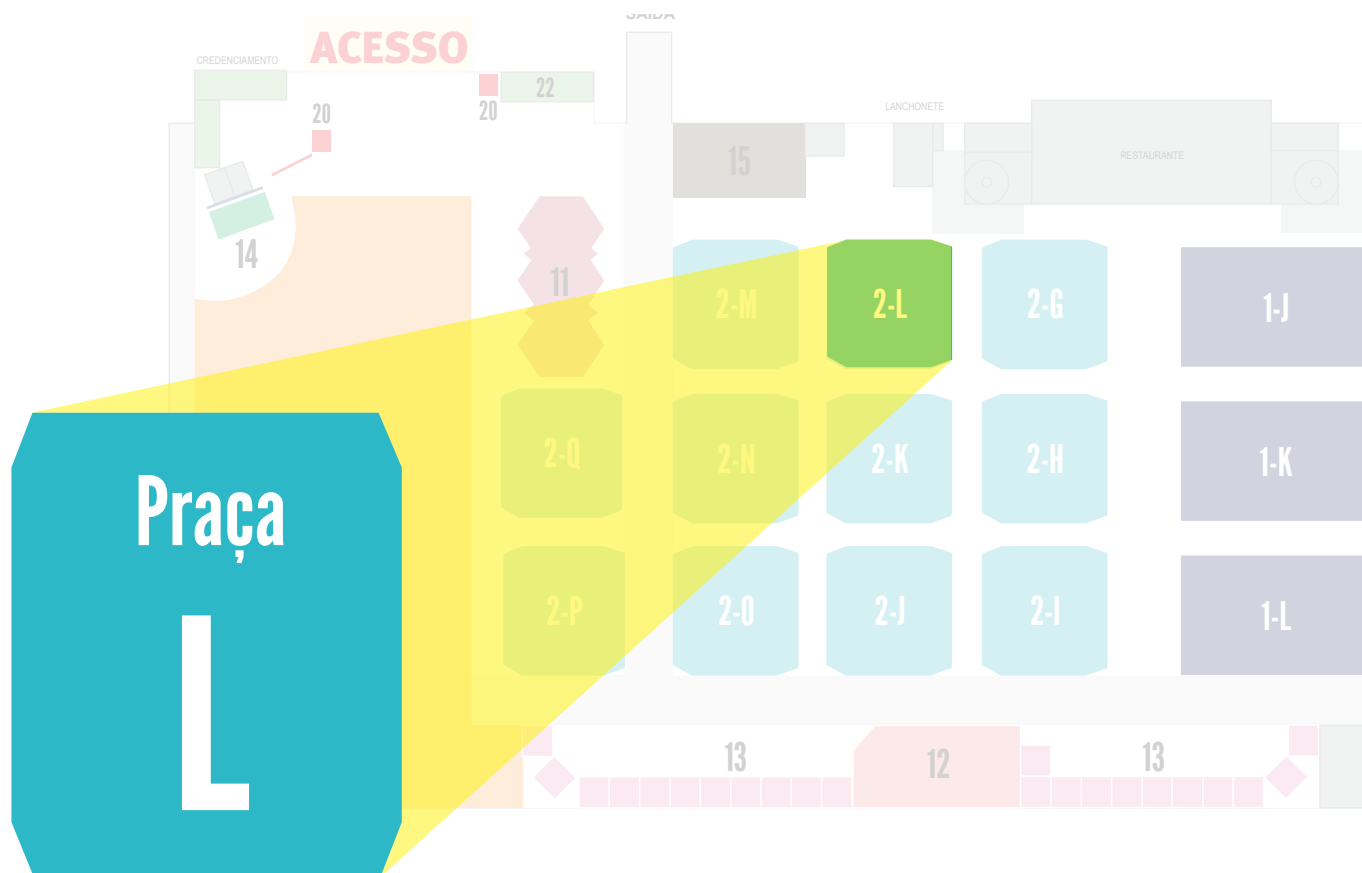 SAÍDA
CREDENCIAMENTO
ACESSO
22
20
20
LANCHONETE
15
RESTAURANTE
14
11
2-M
2-L
2-G
1-J
2-Q
2-N
2-K
2-H
1-K
Praça
L
2-P
2-O
2-J
2-I
1-L
13
12
13